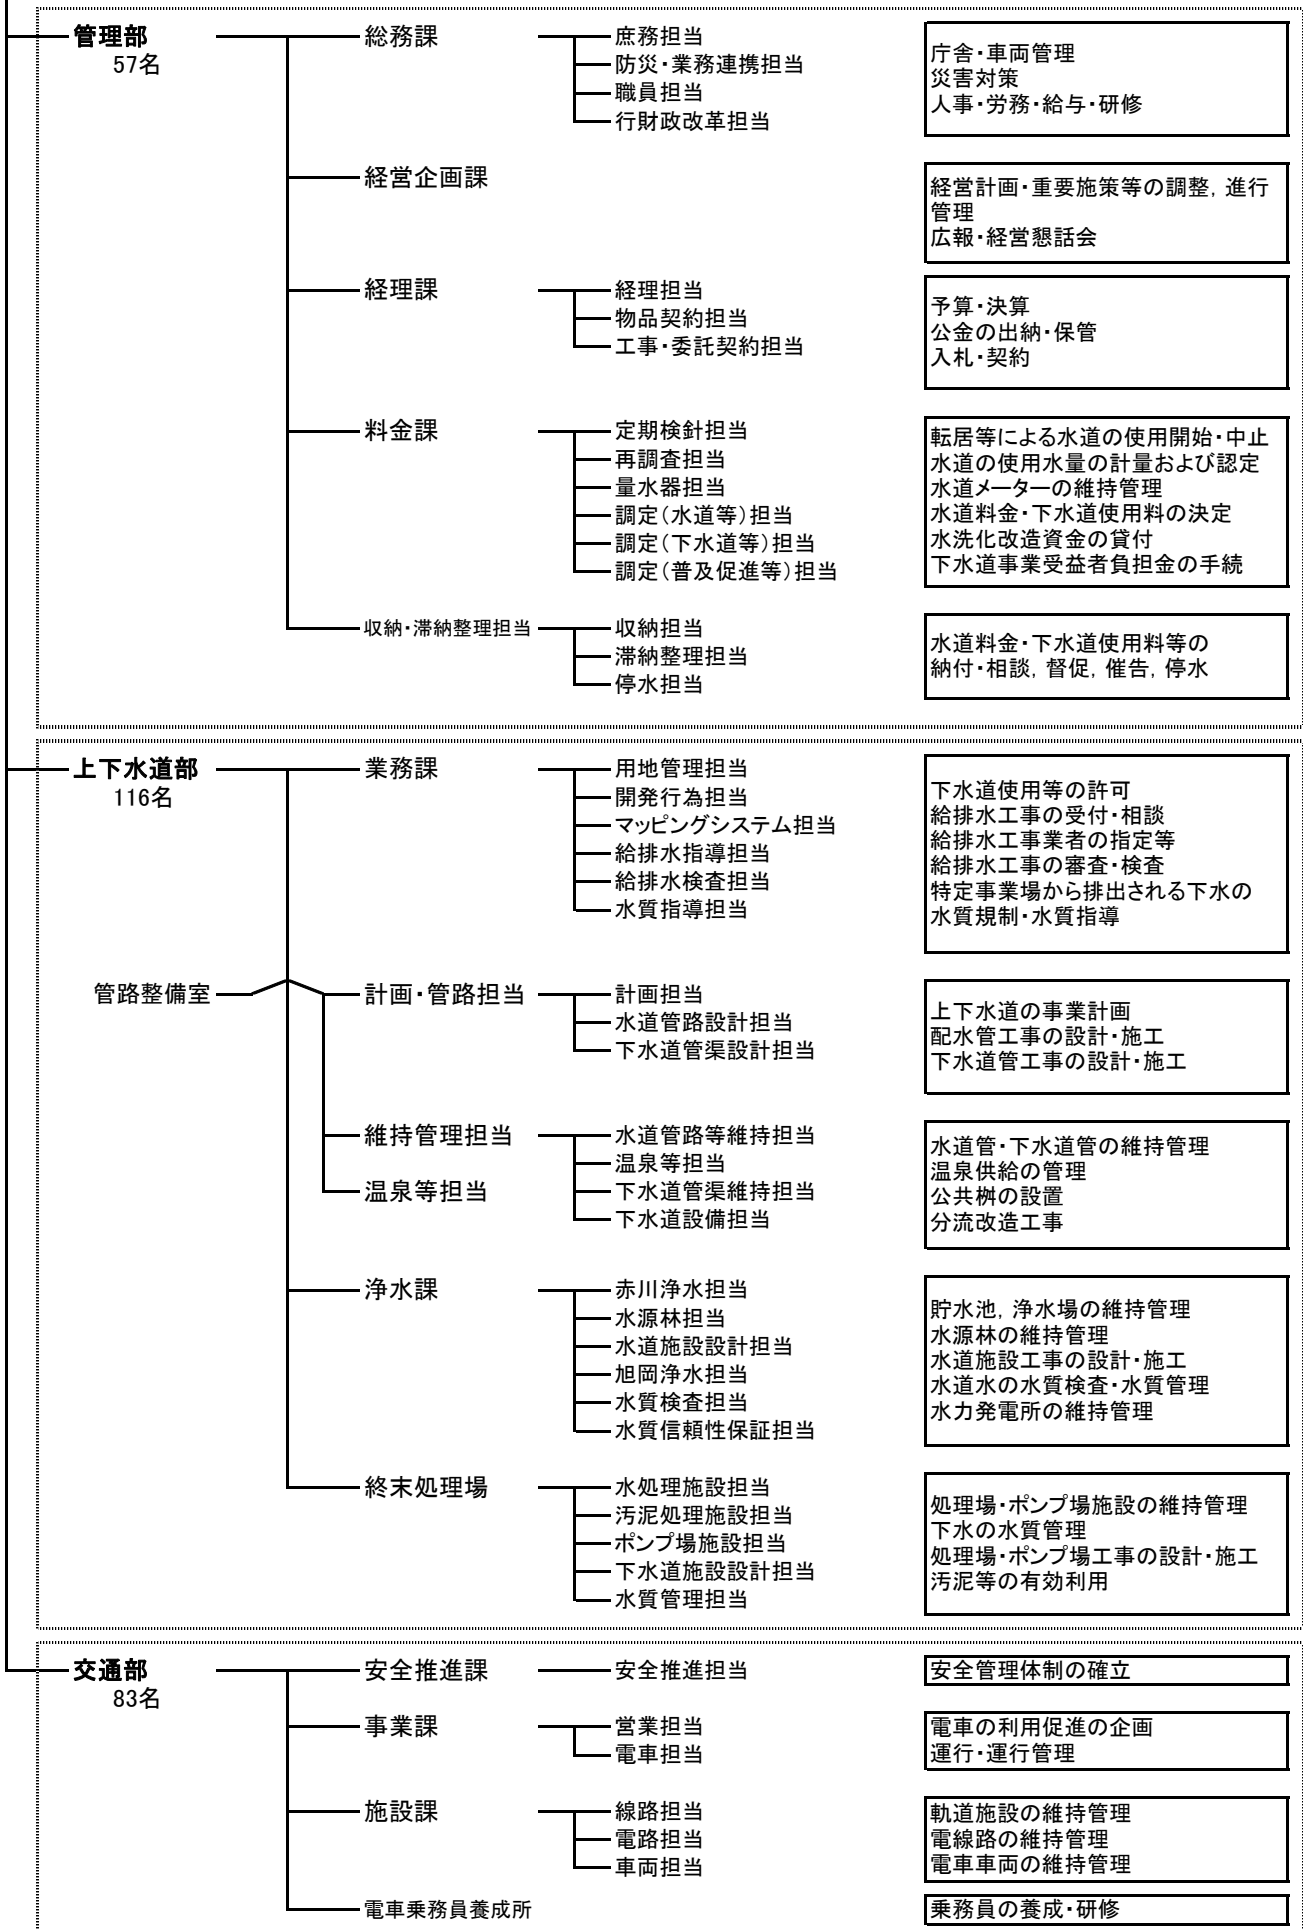 管理部
57名
総務課
庶務担当
防災・業務連携担当
職員担当
行財政改革担当
庁舎・車両管理
災害対策
人事・労務・給与・研修
経営企画課
経営計画・重要施策等の調整，進行
管理
広報・経営懇話会
経理課
経理担当
物品契約担当
工事・委託契約担当
予算・決算
公金の出納・保管
入札・契約
料金課
定期検針担当
再調査担当
量水器担当
調定（水道等）担当
調定（下水道等）担当
調定（普及促進等）担当
転居等による水道の使用開始・中止
水道の使用水量の計量および認定
水道メーターの維持管理
水道料金・下水道使用料の決定
水洗化改造資金の貸付
下水道事業受益者負担金の手続
収納・滞納整理担当
収納担当
滞納整理担当
停水担当
水道料金・下水道使用料等の
納付・相談，督促，催告，停水
上下水道部
116名
業務課
用地管理担当
開発行為担当
マッピングシステム担当
給排水指導担当
給排水検査担当
水質指導担当
下水道使用等の許可
給排水工事の受付・相談
給排水工事業者の指定等
給排水工事の審査・検査
特定事業場から排出される下水の
水質規制・水質指導
管路整備室
計画・管路担当
計画担当
水道管路設計担当
下水道管渠設計担当
上下水道の事業計画
配水管工事の設計・施工
下水道管工事の設計・施工
維持管理担当
温泉等担当
水道管路等維持担当
温泉等担当
下水道管渠維持担当
下水道設備担当
水道管・下水道管の維持管理
温泉供給の管理
公共桝の設置
分流改造工事
浄水課
赤川浄水担当
水源林担当
水道施設設計担当
旭岡浄水担当
水質検査担当
水質信頼性保証担当
貯水池，浄水場の維持管理
水源林の維持管理
水道施設工事の設計・施工
水道水の水質検査・水質管理
水力発電所の維持管理
終末処理場
水処理施設担当
汚泥処理施設担当
ポンプ場施設担当
下水道施設設計担当
水質管理担当
処理場・ポンプ場施設の維持管理
下水の水質管理
処理場・ポンプ場工事の設計・施工
汚泥等の有効利用
交通部
83名
安全推進課
安全推進担当
安全管理体制の確立
事業課
営業担当
電車担当
電車の利用促進の企画
運行・運行管理
施設課
線路担当
電路担当
車両担当
軌道施設の維持管理
電線路の維持管理
電車車両の維持管理
電車乗務員養成所
乗務員の養成・研修